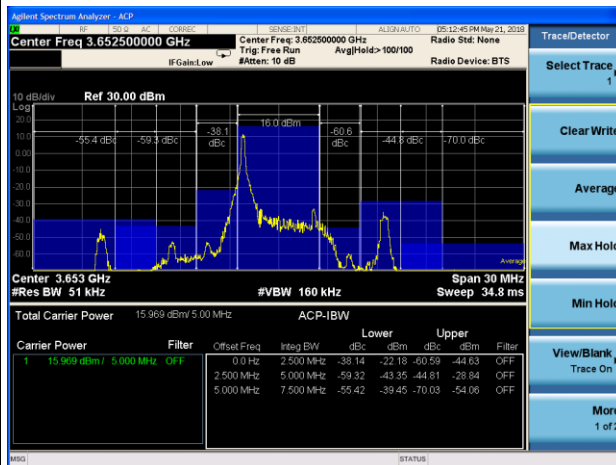 Agilent Spectrum Analyzer - ACP
RF 50 Ω AC CORREC SENSE:INT ALIGN AUTO 05:12:45 PM May 21, 2018
Center Freq 3.652500000 GHz
Center Freq: 3.652500000 GHz Radio Std: None
Trig: Free Run Avg|Hold:>100/100
IFGain:Low #Atten: 10 dB Radio Device: BTS
10 dB/div Ref 30.00 dBm
Log
20.0
10.0
0.00
-10.0
-20.0
-30.0
-40.0
-50.0
-60.0
16.0 dBm
-55.4 dBc -59.3 dBc -38.1 dBc -60.6 dBc -44.8 dBc -70.0 dBc
Average
Center 3.653 GHz Span 30 MHz
#Res BW 51 kHz #VBW 160 kHz Sweep 34.8 ms
Total Carrier Power 15.969 dBm/ 5.00 MHz ACP-IBW
Lower Upper
Carrier Power Filter Offset Freq Integ BW dBc dBm dBc dBm Filter
1 15.969 dBm / 5.000 MHz OFF 0.0 Hz 2.500 MHz -38.14 -22.18 -60.59 -44.63 OFF
2.500 MHz 5.000 MHz -59.32 -43.35 -44.81 -28.84 OFF
5.000 MHz 7.500 MHz -55.42 -39.45 -70.03 -54.06 OFF
MSG STATUS
Trace/Detector
Select Trace
1
Clear Write
Average
Max Hold
Min Hold
View/Blank
Trace On
More
1 of 2